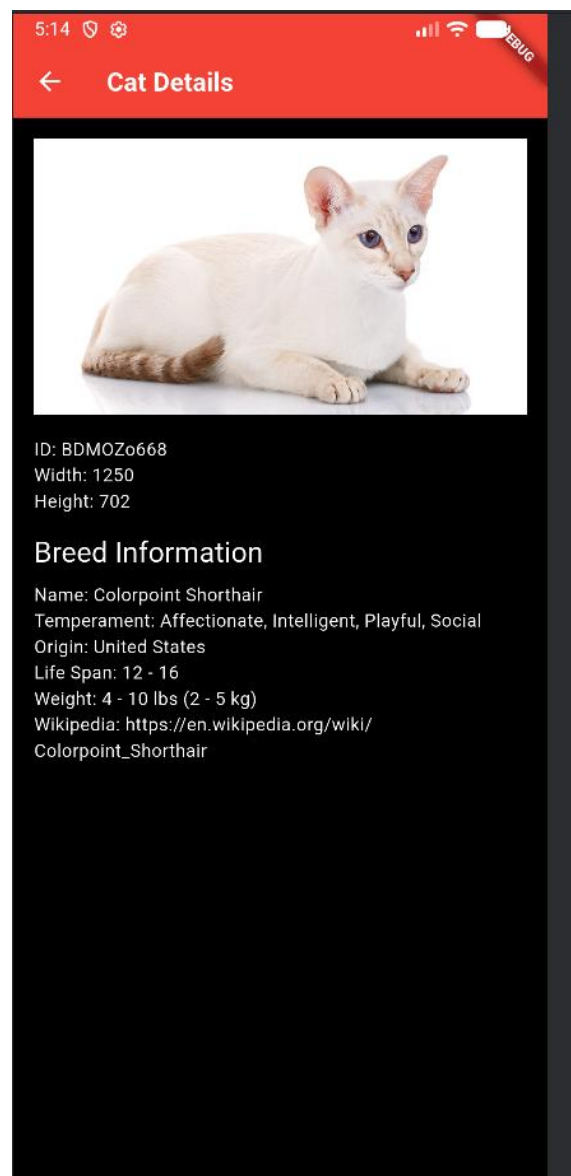 5:14
EBUG
Cat Details
ID: BDMOZo668
Width: 1250
Height: 702
Breed Information
Name: Colorpoint Shorthair
Temperament: Affectionate, Intelligent, Playful, Social
Origin: United States
Life Span: 12 - 16
Weight: 4 - 10 lbs (2 - 5 kg)
Wikipedia: https://en.wikipedia.org/wiki/
Colorpoint_Shorthair